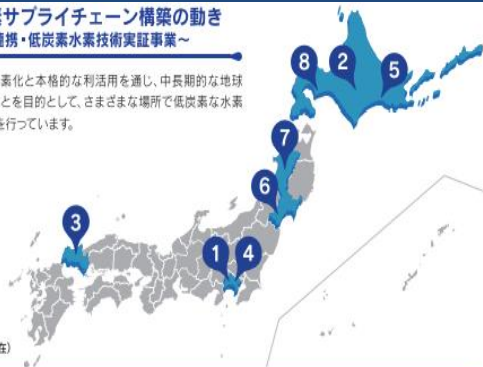 素サプライチェーン構築の動き
連携・低炭素水素技術実証事業～
素化と本格的な利活用を通じ、中長期的な地球
ことを目的として、さまざまな場所で低炭素な水素
を行っています。
8
2
5
7
6
3
1
4
在)